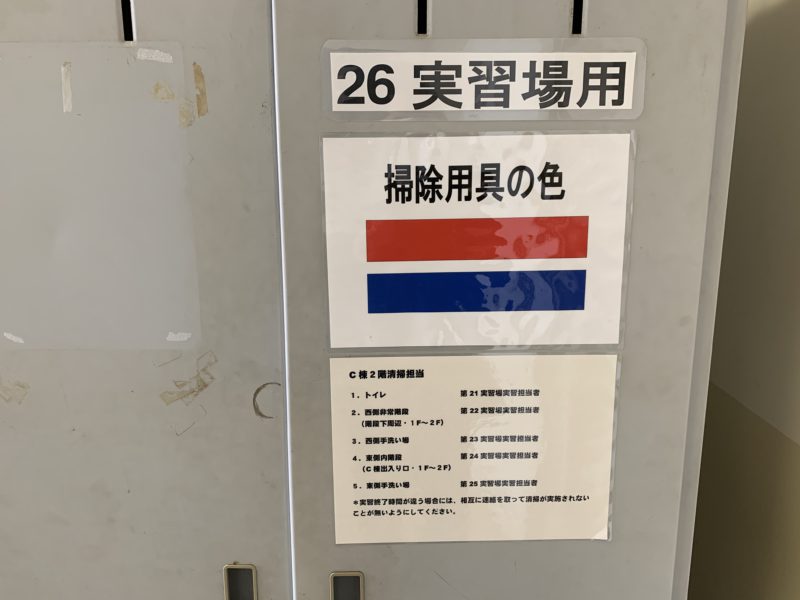 26 実習場用
掃除用具の色
C棟2階清掃担当
1．トイレ 第21実習場実習担当者
2．西側非常階段 第22実習場実習担当者
（階段下周辺・1F～2F）
3．西側手洗い場 第23実習場実習担当者
4．東側内階段 第24実習場実習担当者
（C棟出入り口・1F～2F）
5．東側手洗い場 第25実習場実習担当者
＊実習終了時間が違う場合には、相互に連絡を取って清掃が実施されない
ことが無いようにしてください。